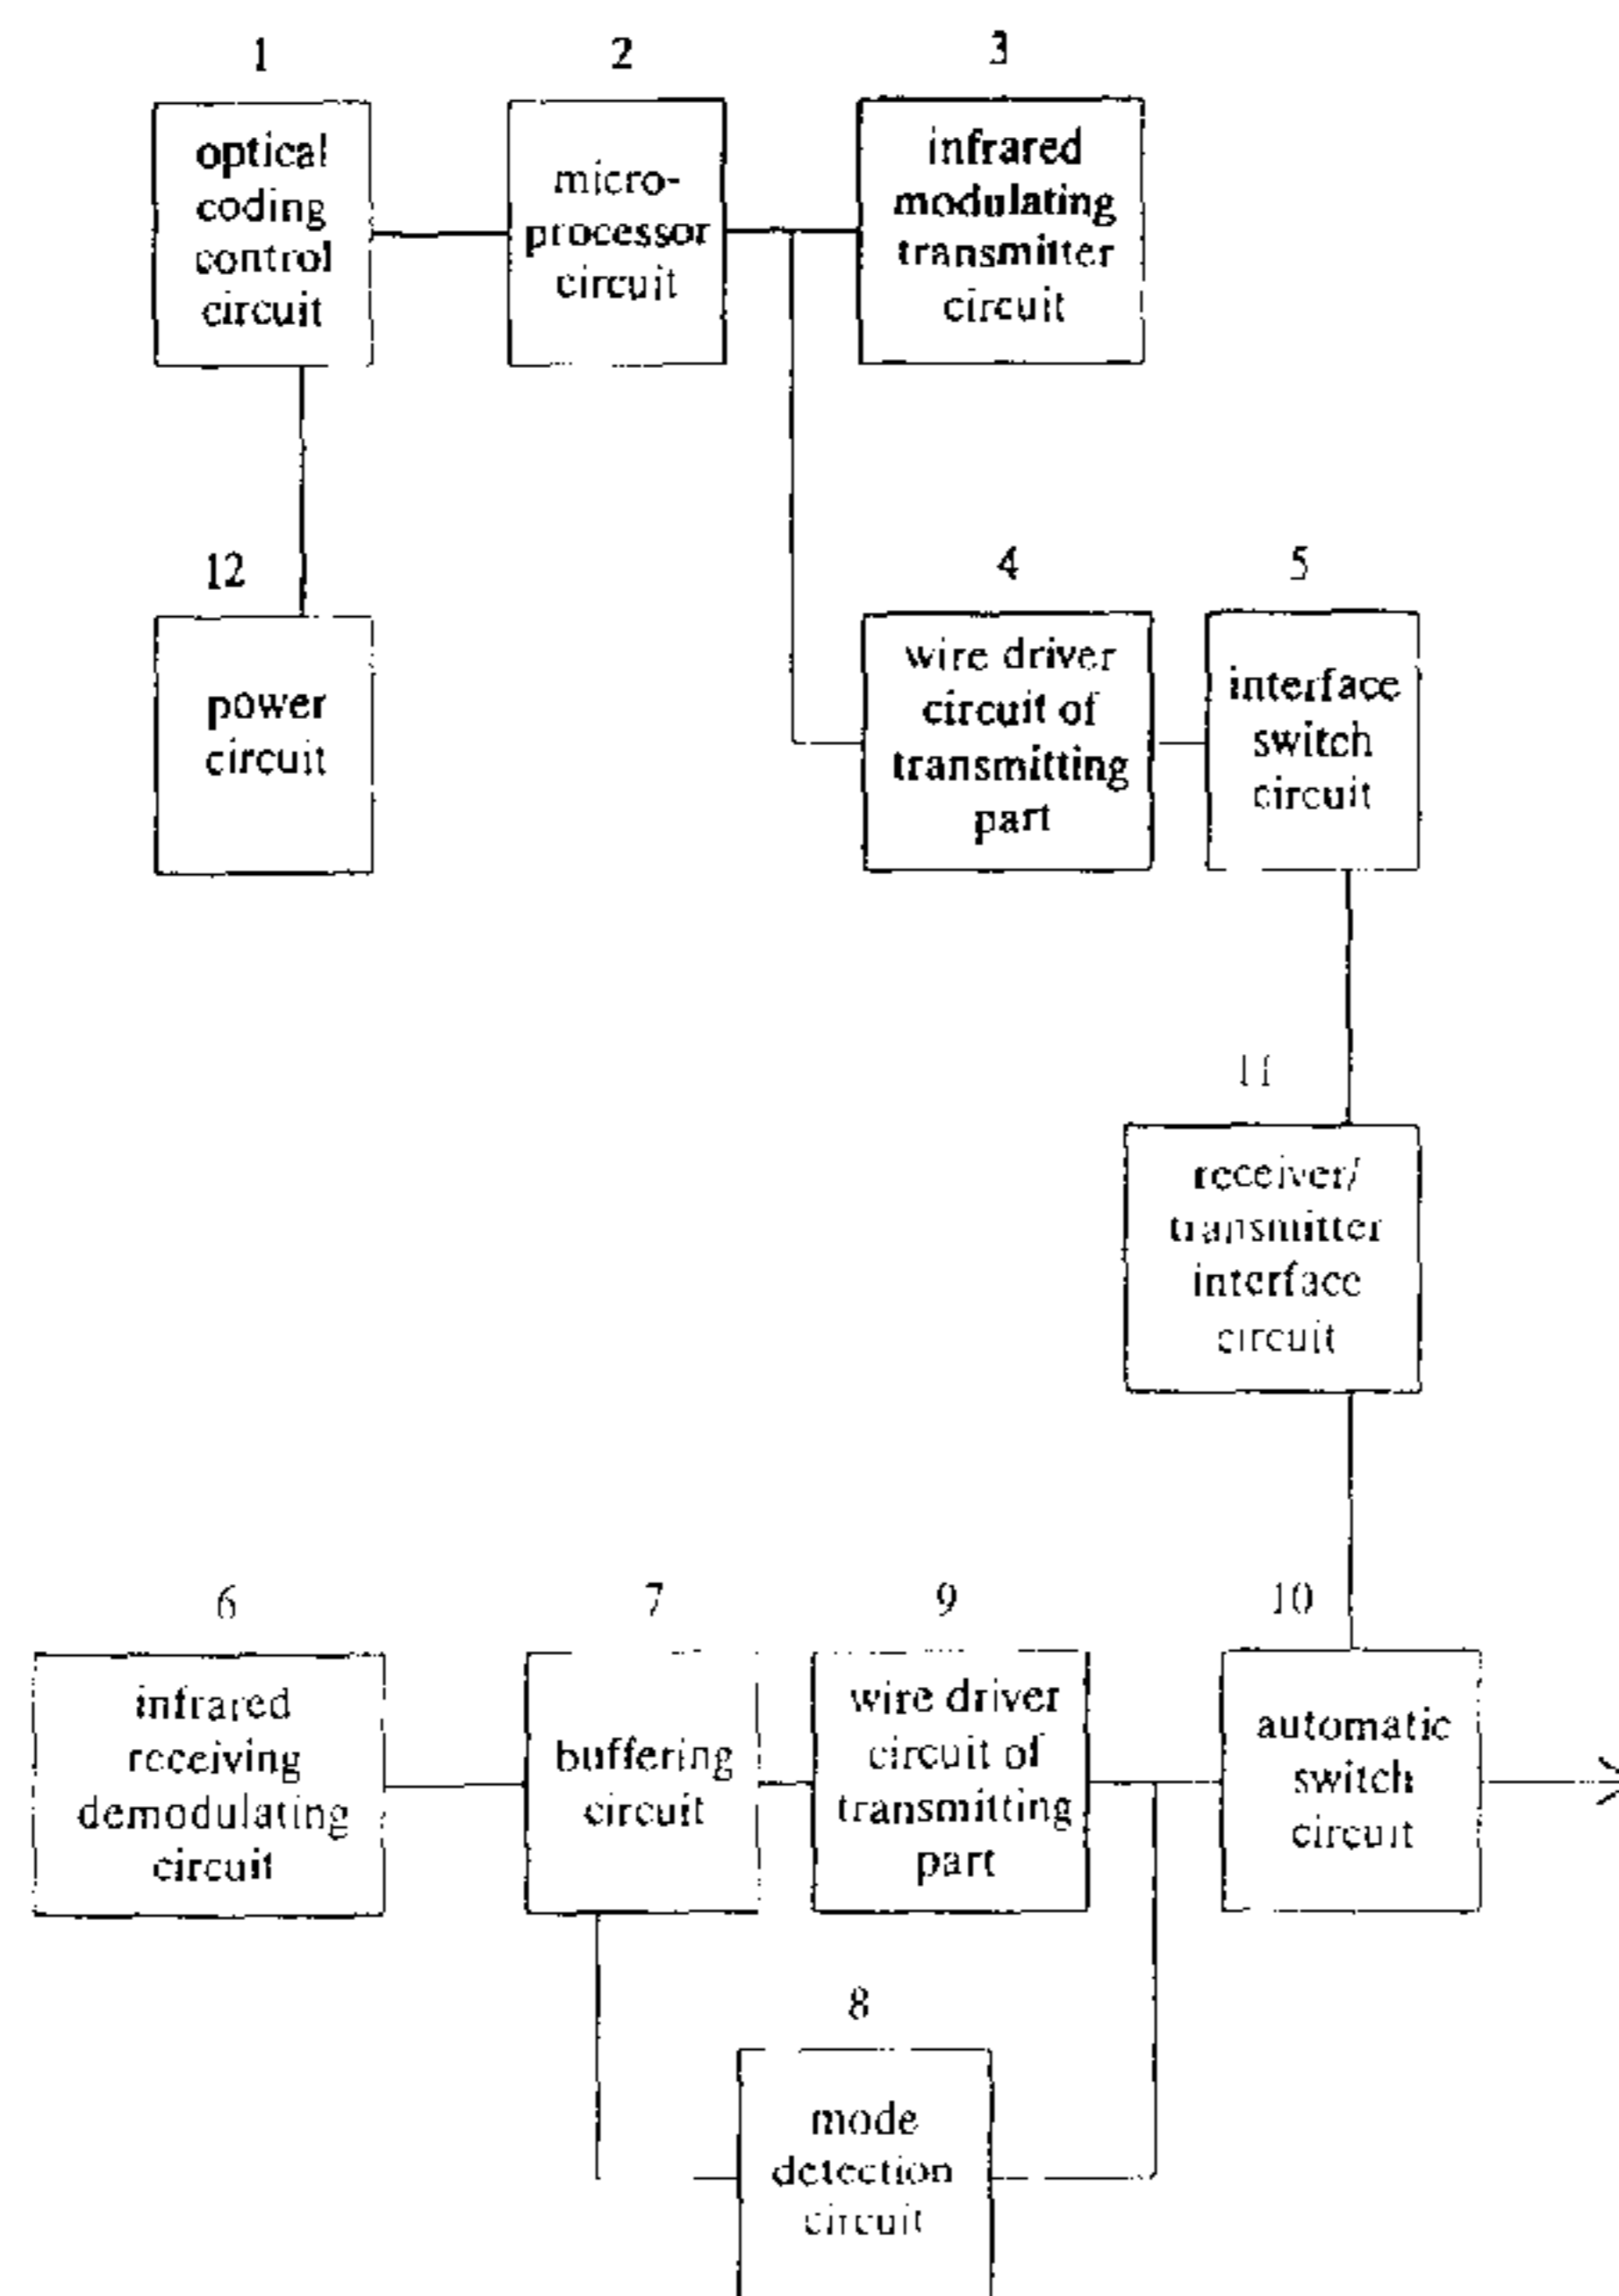 1
optical
coding
control
circuit
2
micro-
processor
circuit
3
infrared
modulating
transmitter
circuit
12
power
circuit
4
wire driver
circuit of
transmitting
part
5
interface
switch
circuit
11
receiver/
transmitter
interface
circuit
6
infrared
receiving
demodulating
circuit
7
buffering
circuit
9
wire driver
circuit of
transmitting
part
10
automatic
switch
circuit
8
mode
detection
circuit